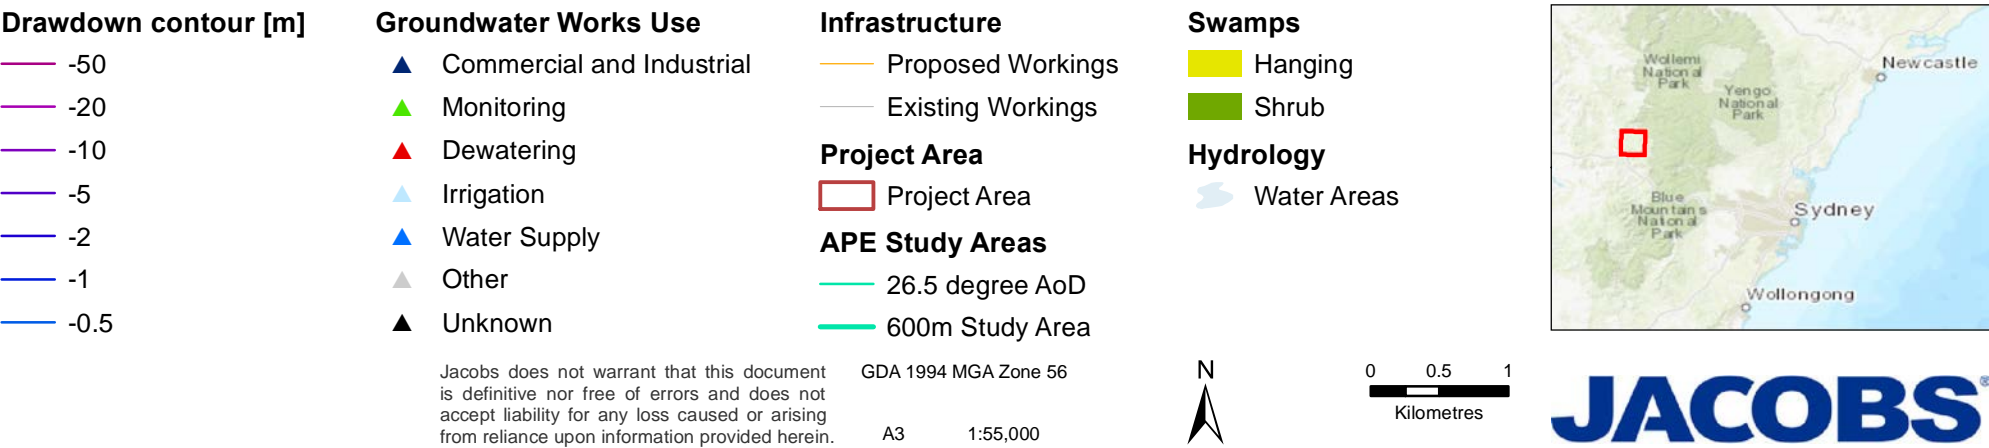 Drawdown contour [m]
-50
-20
-10
-5
-2
-1
-0.5
Groundwater Works Use
Commercial and Industrial
Monitoring
Dewatering
Irrigation
Water Supply
Other
Unknown
Infrastructure
Proposed Workings
Existing Workings
Project Area
Project Area
APE Study Areas
26.5 degree AoD
600m Study Area
Swamps
Hanging
Shrub
Hydrology
Water Areas
Wollemi
National
Park
Yengo
National
Park
Newcastle
Blue
Mountains
National
Park
Sydney
Wollongong
Jacobs does not warrant that this document
is definitive nor free of errors and does not
accept liability for any loss caused or arising
from reliance upon information provided herein.
GDA 1994 MGA Zone 56
A3 1:55,000
N
0 0.5 1
Kilometres
JACOBS®